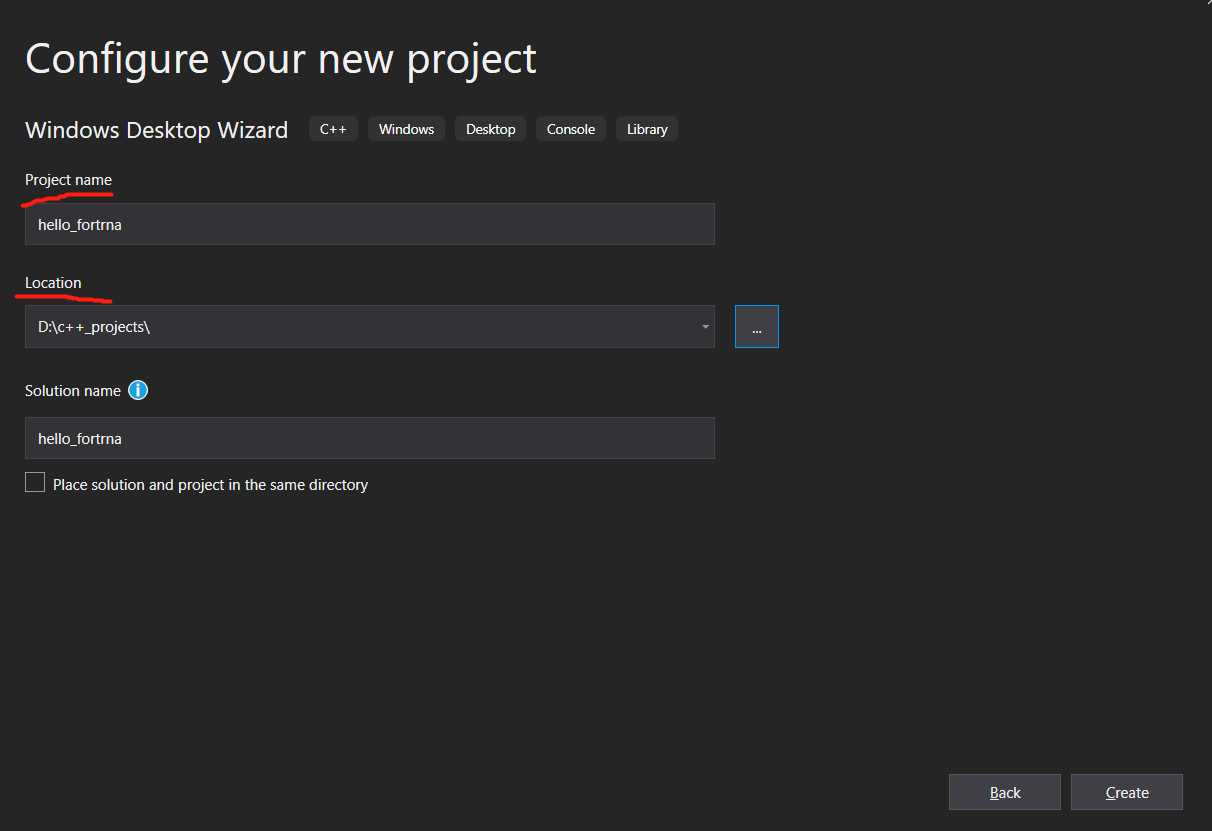 Configure your new project
Windows Desktop Wizard C++ Windows Desktop Console Library
Project name
hello_fortrna
Location
D:\c++_projects\
...
Solution name
hello_fortrna
Place solution and project in the same directory
Back Create